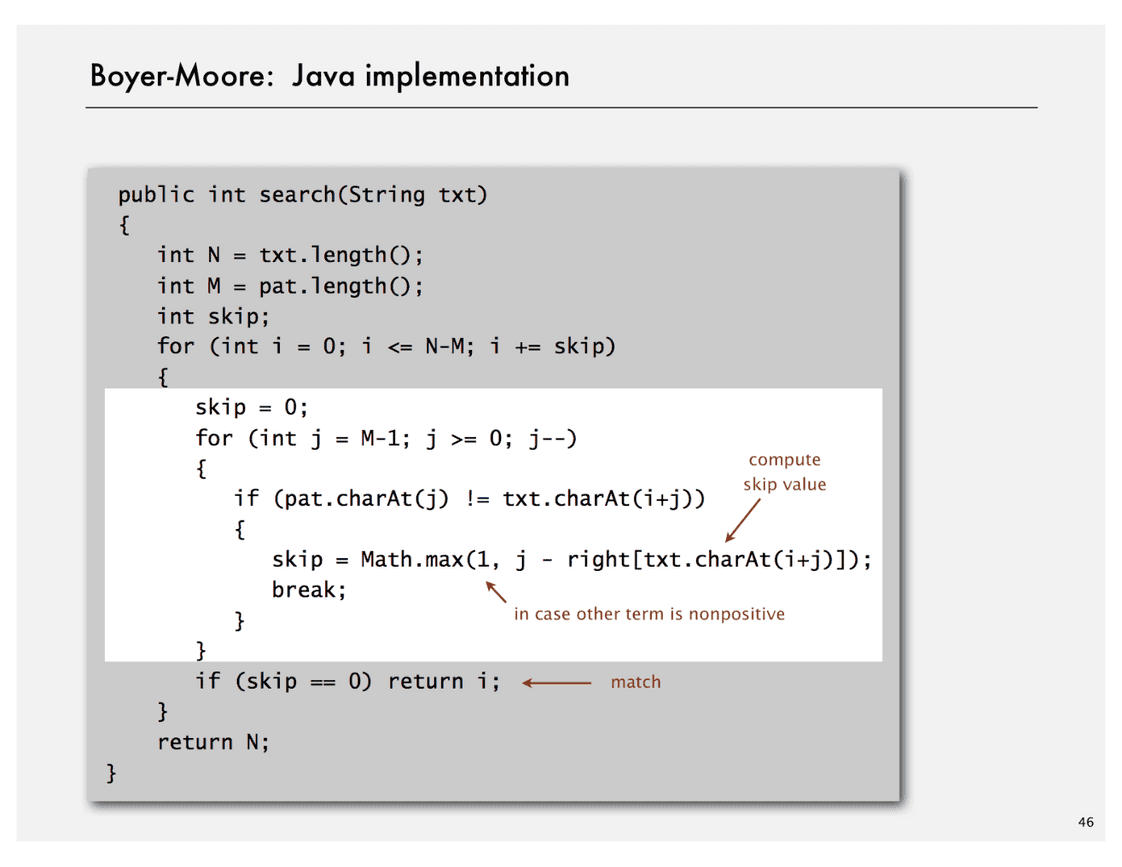 Boyer-Moore: Java implementation
public int search(String txt)
{
int N = txt.length();
int M = pat.length();
int skip;
for (int i = 0; i <= N-M; i += skip)
{
skip = 0;
for (int j = M-1; j >= 0; j--)
{
compute
skip value
if (pat.charAt(j) != txt.charAt(i+j))
{
skip = Math.max(1, j - right[txt.charAt(i+j)]);
break;
in case other term is nonpositive
}
}
if (skip == 0) return i;
match
}
return N;
}
46